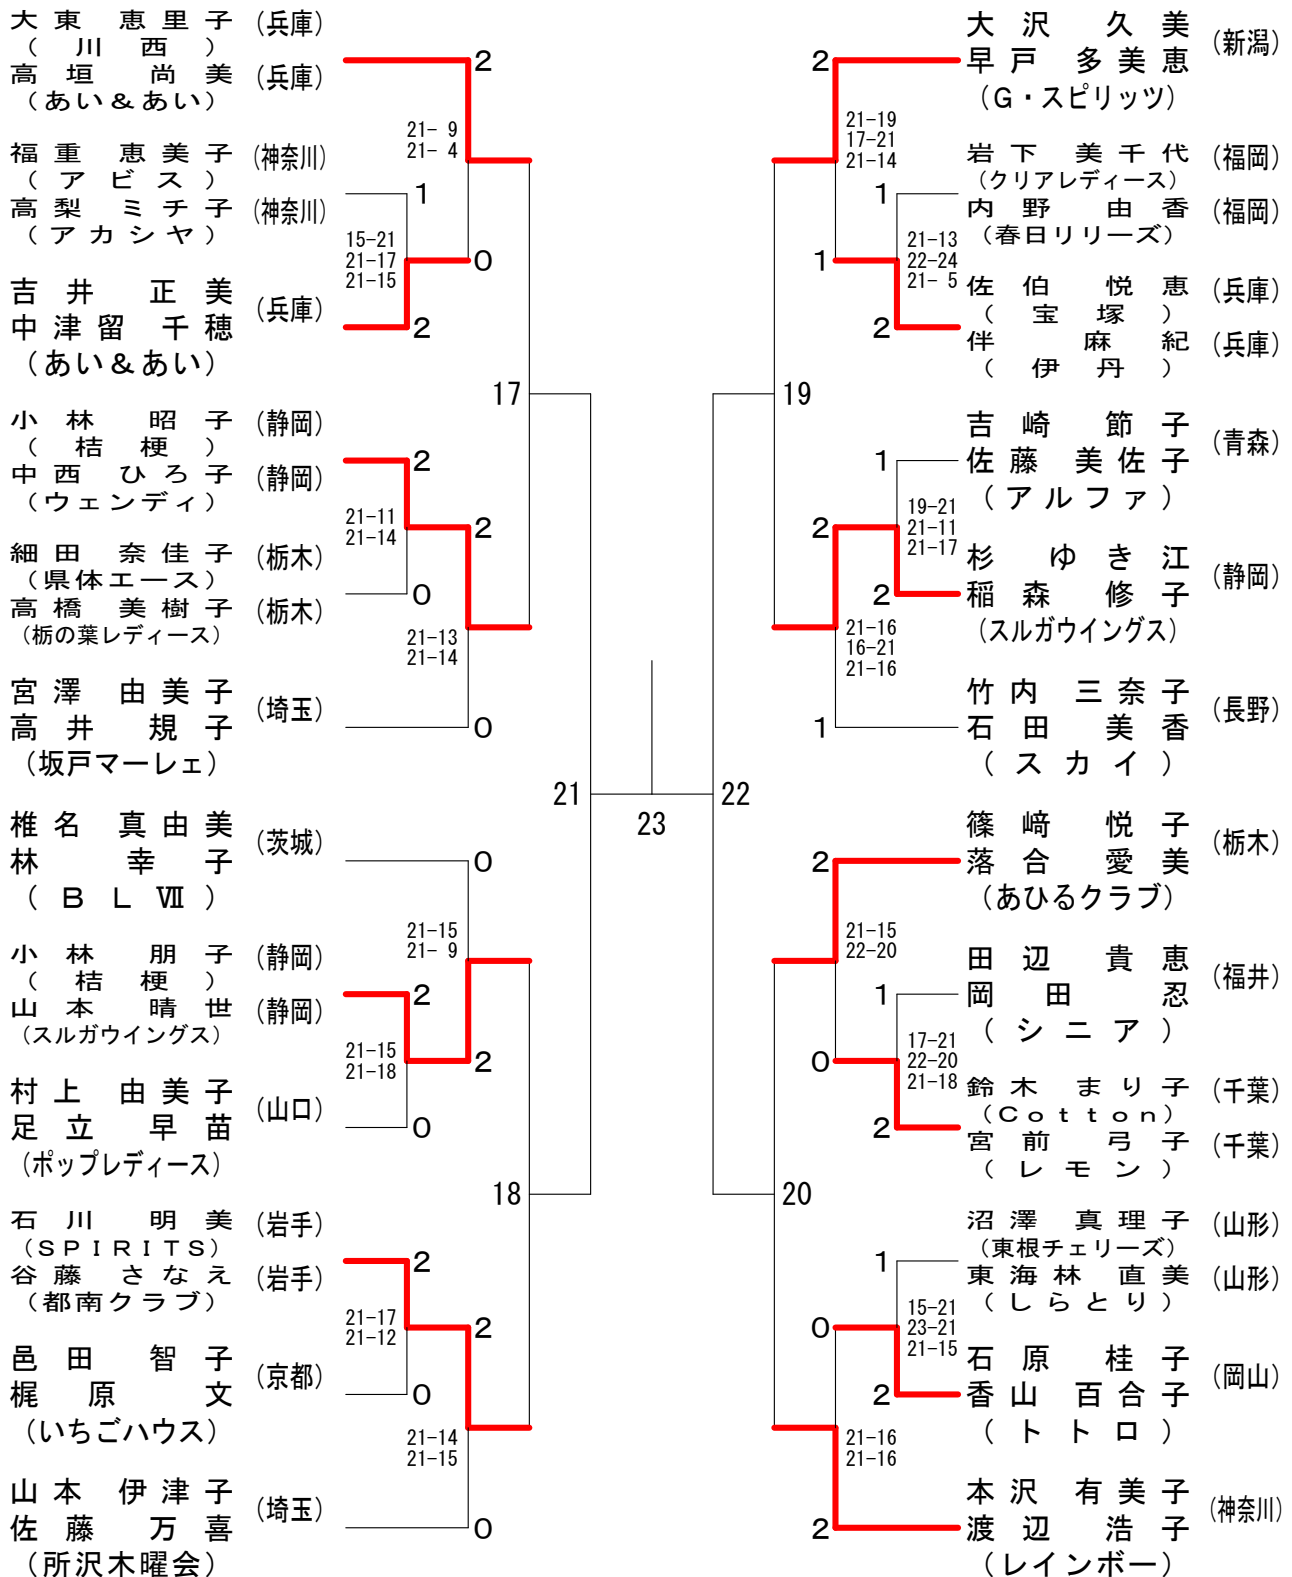 大東 恵里子 (兵庫)
(川西)
高垣 尚美 (兵庫)
(あい＆あい)
2
21- 9
21- 4
福重 恵美子 (神奈川)
(アビス)
高梨 ミチ子 (神奈川)
(アカシヤ)
1
15-21
21-17
21-15
0
吉井 正美
中津留 千穂
(兵庫)
(あい＆あい)
2
17
小林 昭子 (静岡)
(桔梗)
中西 ひろ子 (静岡)
(ウェンディ)
2
21-11
21-14
2
細田 奈佳子 (栃木)
(県体エース)
高橋 美樹子 (栃木)
(栃の葉レディース)
0
21-13
21-14
宮澤 由美子
高井 規子
(埼玉)
(坂戸マーレェ)
0
21
椎名 真由美
林 幸子
(茨城)
(ＢＬⅦ)
0
21-15
21- 9
小林 朋子 (静岡)
(桔梗)
山本 晴世 (静岡)
(スルガウイングス)
2
21-15
21-18
2
村上 由美子
足立 早苗
(山口)
(ポップレディース)
0
18
石川 明美 (岩手)
(ＳＰＩＲＩＴＳ)
谷藤 さなえ (岩手)
(都南クラブ)
2
21-17
21-12
2
邑田 智子
梶原 文
(京都)
(いちごハウス)
0
21-14
21-15
山本 伊津子
佐藤 万喜
(埼玉)
(所沢木曜会)
0
23
大沢 久美
早戸 多美恵
(新潟)
(Ｇ・スピリッツ)
2
21-19
17-21
21-14
岩下 美千代 (福岡)
(クリアレディース)
内野 由香 (福岡)
(春日リリーズ)
1
21-13
22-24
21- 5
1
佐伯 悦恵 (兵庫)
(宝塚)
伴 麻紀 (兵庫)
(伊丹)
2
19
吉崎 節子
佐藤 美佐子
(青森)
(アルファ)
1
19-21
21-11
21-17
2
杉 ゆき江
稲森 修子
(静岡)
(スルガウイングス)
2
21-16
16-21
21-16
竹内 三奈子
石田 美香
(長野)
(スカイ)
1
22
篠﨑 悦子
落合 愛美
(栃木)
(あひるクラブ)
2
21-15
22-20
田辺 貴恵
岡田 忍
(福井)
(シニア)
1
17-21
22-20
21-18
0
鈴木 まり子 (千葉)
(Ｃｏｔｔｏｎ)
宮前 弓子 (千葉)
(レモン)
2
20
沼澤 真理子 (山形)
(東根チェリーズ)
東海林 直美 (山形)
(しらとり)
1
15-21
23-21
21-15
0
石原 桂子
香山 百合子
(岡山)
(トトロ)
2
21-16
21-16
本沢 有美子
渡辺 浩子
(神奈川)
(レインボー)
2